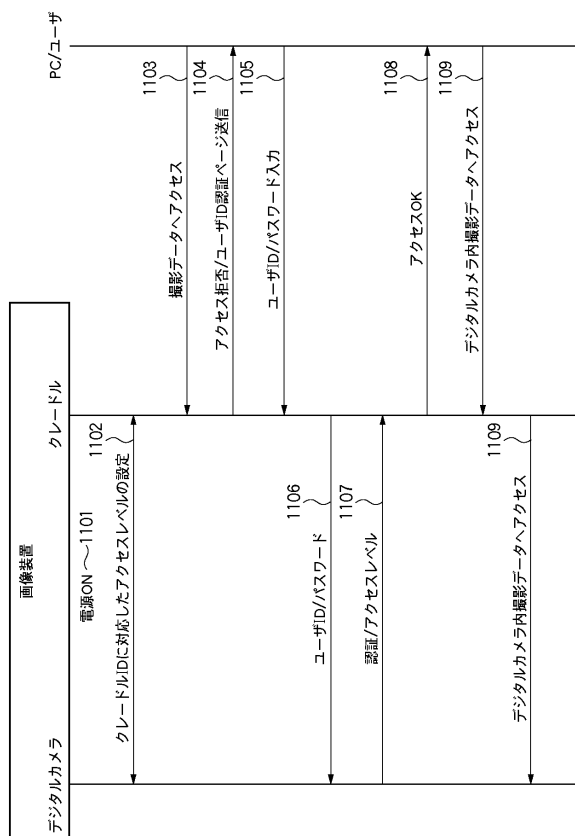 画像装置
デジタルカメラ
クレードル
PC/ユーザ
電源ON 〜1101
クレードルIDに対応したアクセスレベルの設定
1102
撮影データへアクセス
1103
アクセス拒否/ユーザID認証ページ送信
1104
ユーザID/パスワード入力
1105
ユーザID/パスワード
1106
認証/アクセスレベル
1107
アクセスOK
1108
デジタルカメラ内撮影データへアクセス
1109
デジタルカメラ内撮影データへアクセス
1109